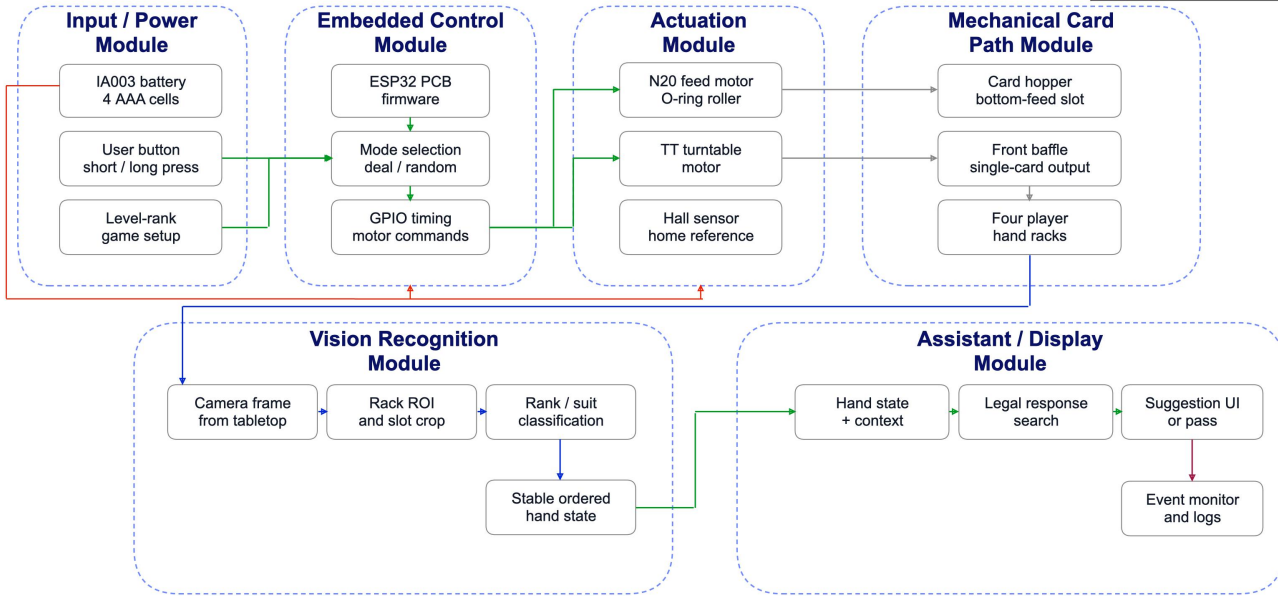 Input / Power
Module
IA003 battery
4 AAA cells
User button
short / long press
Level-rank
game setup
Embedded Control
Module
ESP32 PCB
firmware
Mode selection
deal / random
GPIO timing
motor commands
Actuation
Module
N20 feed motor
O-ring roller
TT turntable
motor
Hall sensor
home reference
Mechanical Card
Path Module
Card hopper
bottom-feed slot
Front baffle
single-card output
Four player
hand racks
Vision Recognition
Module
Camera frame
from tabletop
Rack ROI
and slot crop
Rank / suit
classification
Stable ordered
hand state
Assistant / Display
Module
Hand state
+ context
Legal response
search
Suggestion UI
or pass
Event monitor
and logs